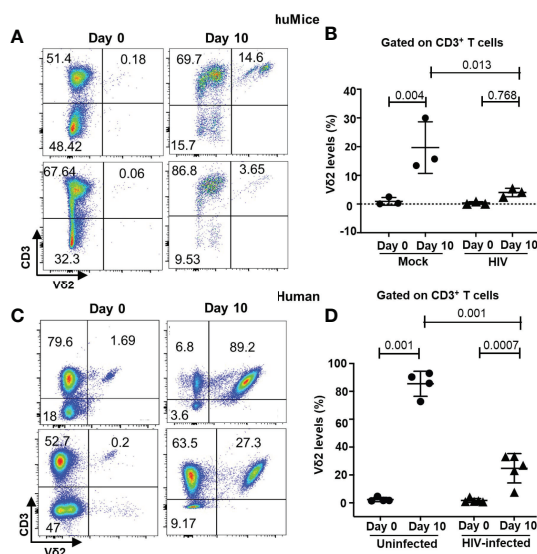 huMice
A
Day 0
Day 10
51.4
0.18
48.42
69.7
14.6
15.7
67.64
0.06
32.3
86.8
3.65
9.53
CD3
Vδ2
B
Gated on CD3⁺ T cells
0.013
0.004
0.768
Vδ2 levels (%)
40
30
20
10
0
-10
Day 0
Day 10
Day 0
Day 10
Mock
HIV
Human
C
Day 0
Day 10
79.6
1.69
18
6.8
89.2
3.6
52.7
0.2
47
63.5
27.3
9.17
CD3
Vδ2
D
Gated on CD3⁺ T cells
0.001
0.001
0.0007
Vδ2 levels (%)
100
80
60
40
20
0
Day 0
Day 10
Day 0
Day 10
Uninfected
HIV-infected